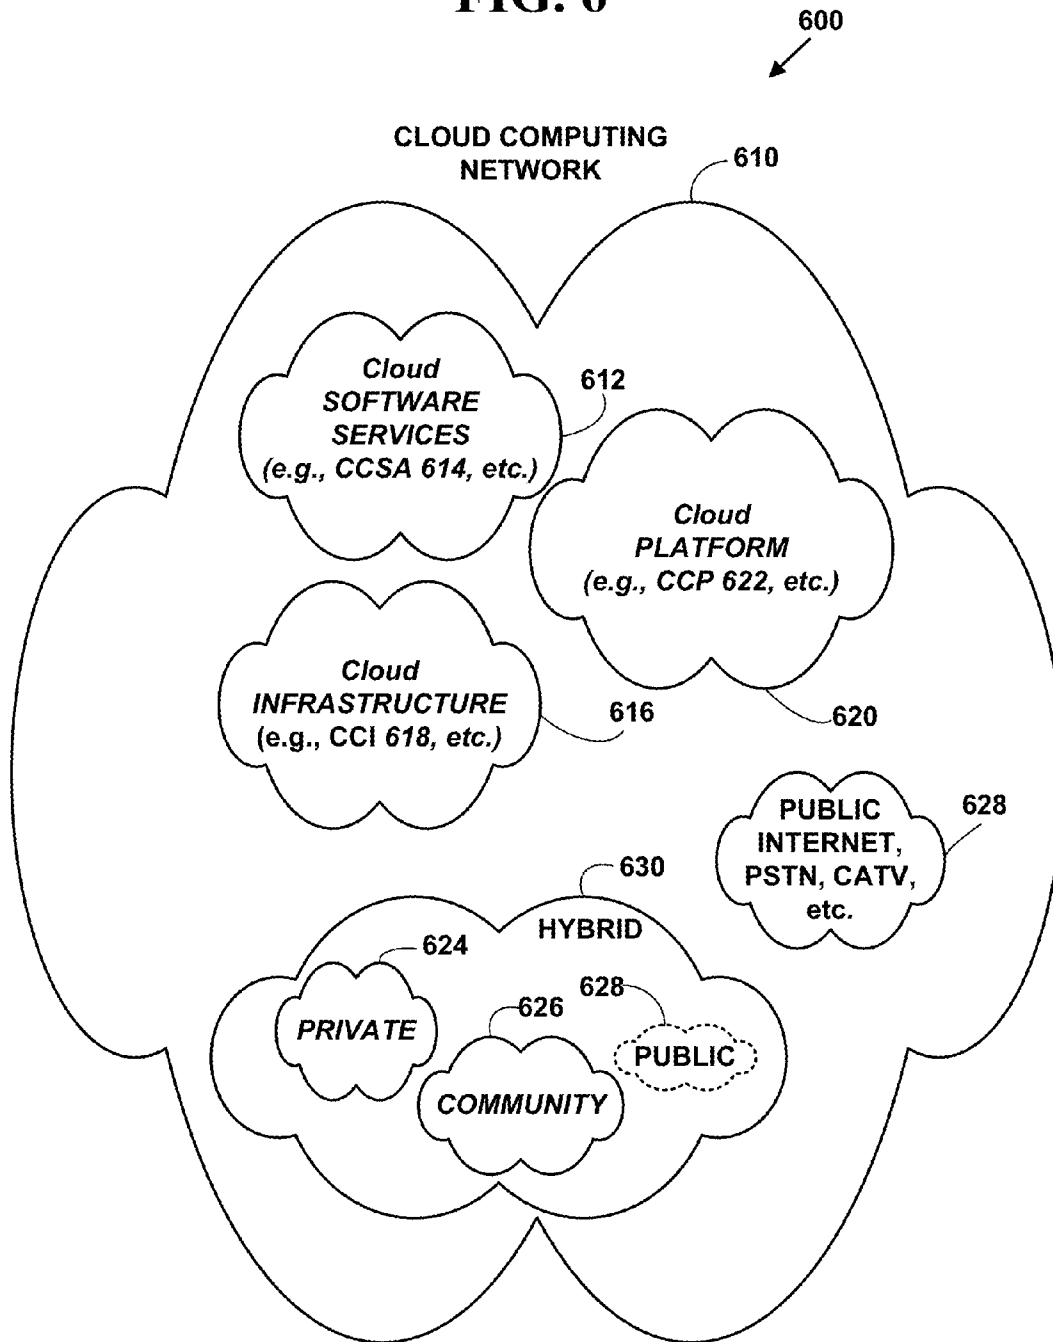 FIG. 6
600
CLOUD COMPUTING
NETWORK
610
Cloud
SOFTWARE
SERVICES
(e.g., CCSA 614, etc.)
612
Cloud
PLATFORM
(e.g., CCP 622, etc.)
620
Cloud
INFRASTRUCTURE
(e.g., CCI 618, etc.)
616
PUBLIC
INTERNET,
PSTN, CATV,
etc.
628
630
HYBRID
624
PRIVATE
626
COMMUNITY
628
PUBLIC